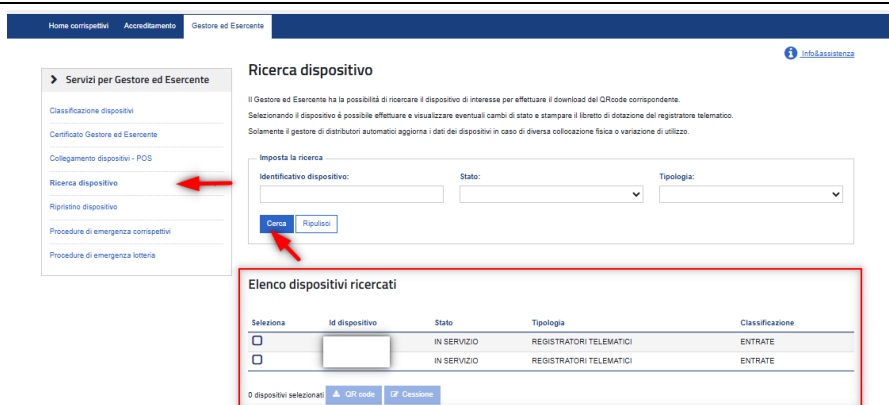 Home corrispettivi Accreditamento Gestore ed Esercente
Info&assistenza
Servizi per Gestore ed Esercente
Classificazione dispositivi
Certificato Gestore ed Esercente
Collegamento dispositivi - POS
Ricerca dispositivo
Ripristino dispositivo
Procedure di emergenza corrispettivi
Procedure di emergenza lotteria
Ricerca dispositivo
Il Gestore ed Esercente ha la possibilità di ricercare il dispositivo di interesse per effettuare il download del QRcode corrispondente.
Selezionando il dispositivo é possibile effettuare e visualizzare eventuali cambi di stato e stampare il libretto di dotazione del registratore telematico.
Solamente il gestore di distributori automatici aggiorna i dati dei dispositivi in caso di diversa collocazione fisica o variazione di utilizzo.
Imposta la ricerca
Identificativo dispositivo: Stato: Tipologia:
Cerca Ripulisci
Elenco dispositivi ricercati
Seleziona Id dispositivo Stato Tipologia Classificazione
IN SERVIZIO REGISTRATORI TELEMATICI ENTRATE
IN SERVIZIO REGISTRATORI TELEMATICI ENTRATE
0 dispositivi selezionati QR code Cessione